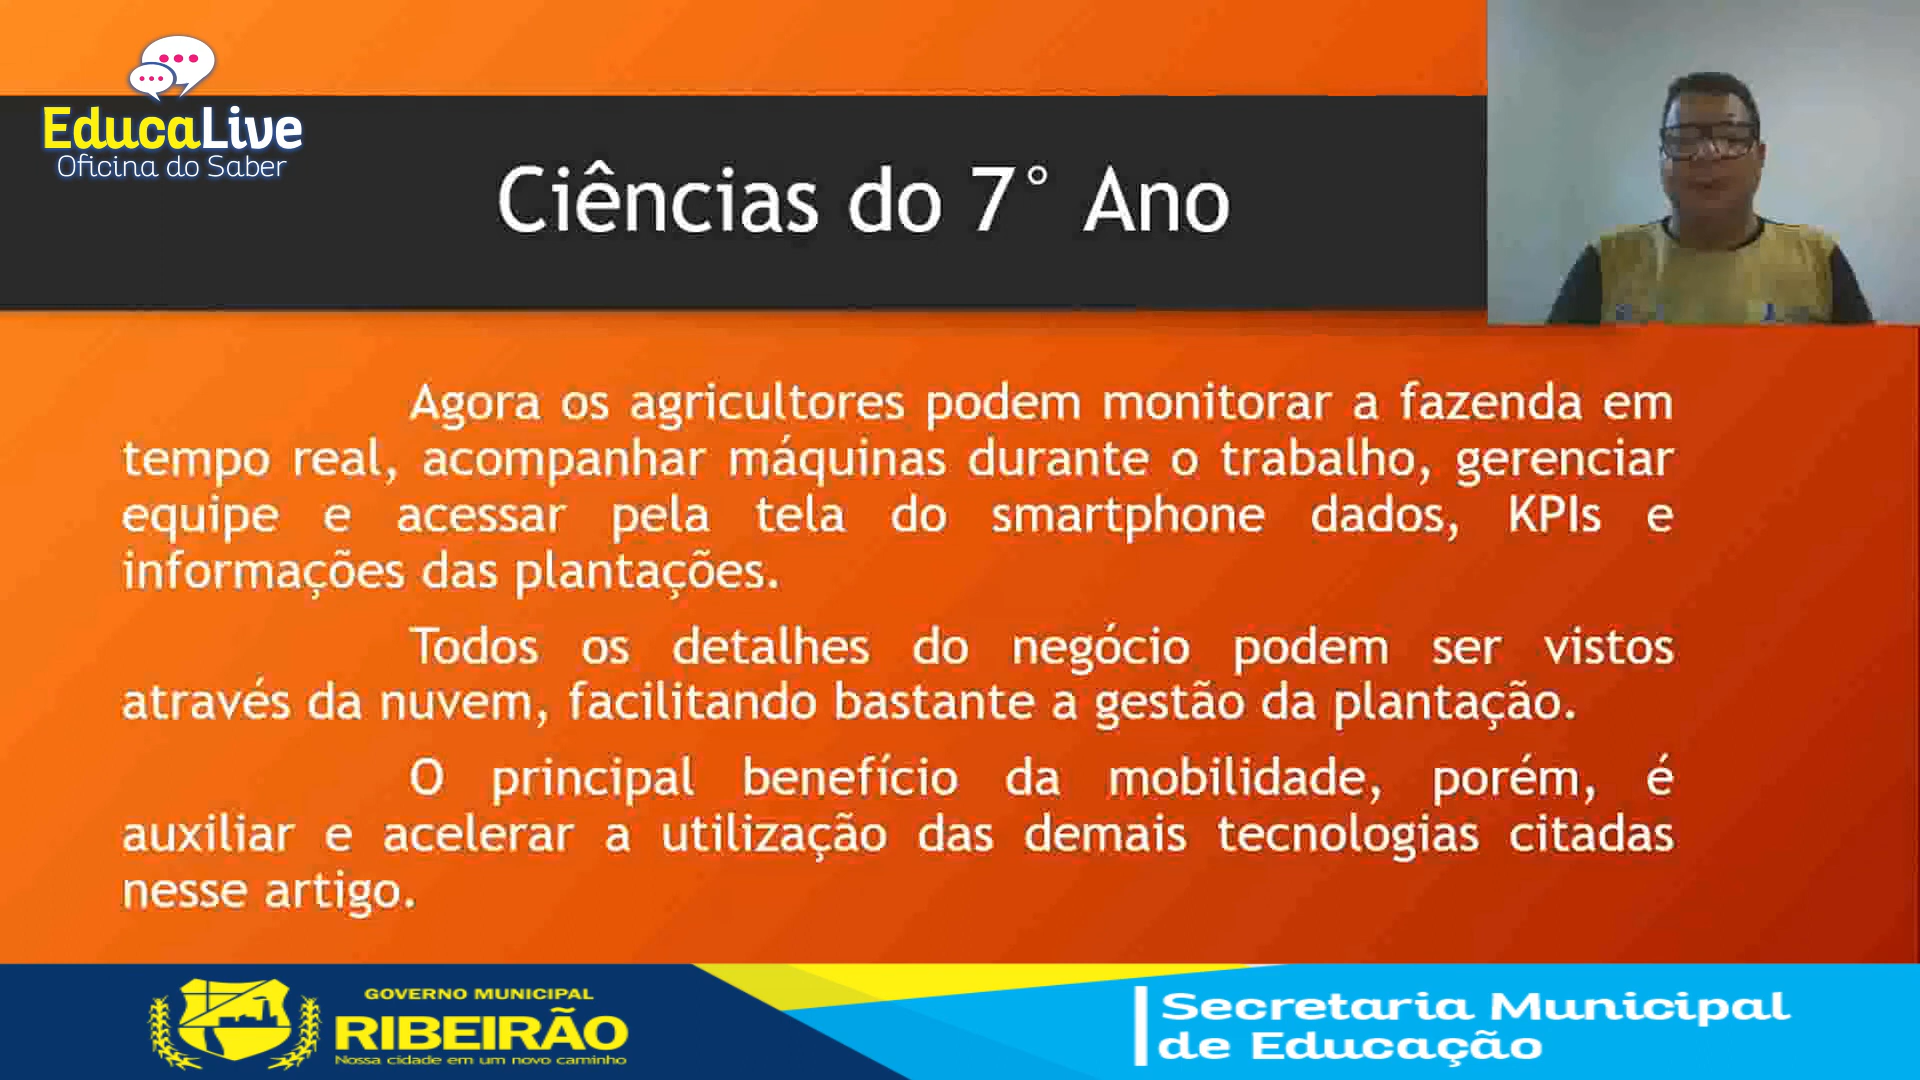 EducaLive
Oficina do Saber
Ciências do 7° Ano
Agora os agricultores podem monitorar a fazenda em
tempo real, acompanhar máquinas durante o trabalho, gerenciar
equipe e acessar pela tela do smartphone dados, KPIs e
informações das plantações.
Todos os detalhes do negócio podem ser vistos
através da nuvem, facilitando bastante a gestão da plantação.
O principal benefício da mobilidade, porém, é
auxiliar e acelerar a utilização das demais tecnologias citadas
nesse artigo.
GOVERNO MUNICIPAL
RIBEIRÃO
Nossa cidade em um novo caminho
Secretaria Municipal
de Educação